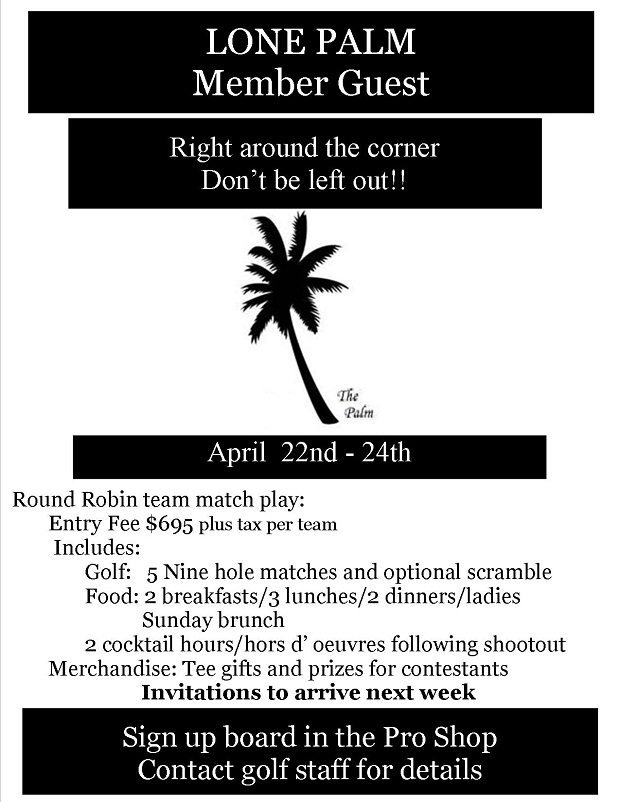 LONE PALM
Member Guest
Right around the corner
Don't be left out!!
The
Palm
April 22nd - 24th
Round Robin team match play:
Entry Fee $695 plus tax per team
Includes:
Golf: 5 Nine hole matches and optional scramble
Food: 2 breakfasts/3 lunches/2 dinners/ladies
Sunday brunch
2 cocktail hours/hors d' oeuvres following shootout
Merchandise: Tee gifts and prizes for contestants
Invitations to arrive next week
Sign up board in the Pro Shop
Contact golf staff for details